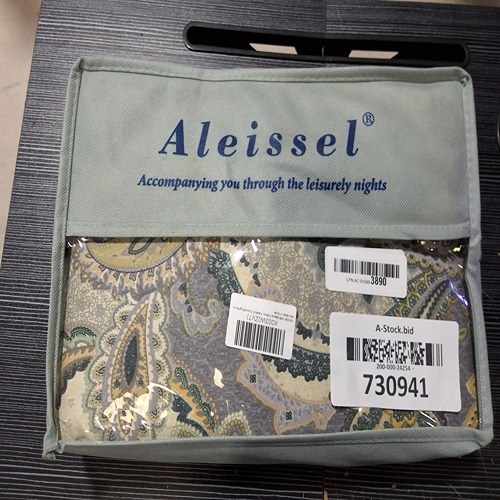 Aleissel®
Accompanying you through the leisurely nights
3890
A-Stock.bid
200-000-24254 -
730941